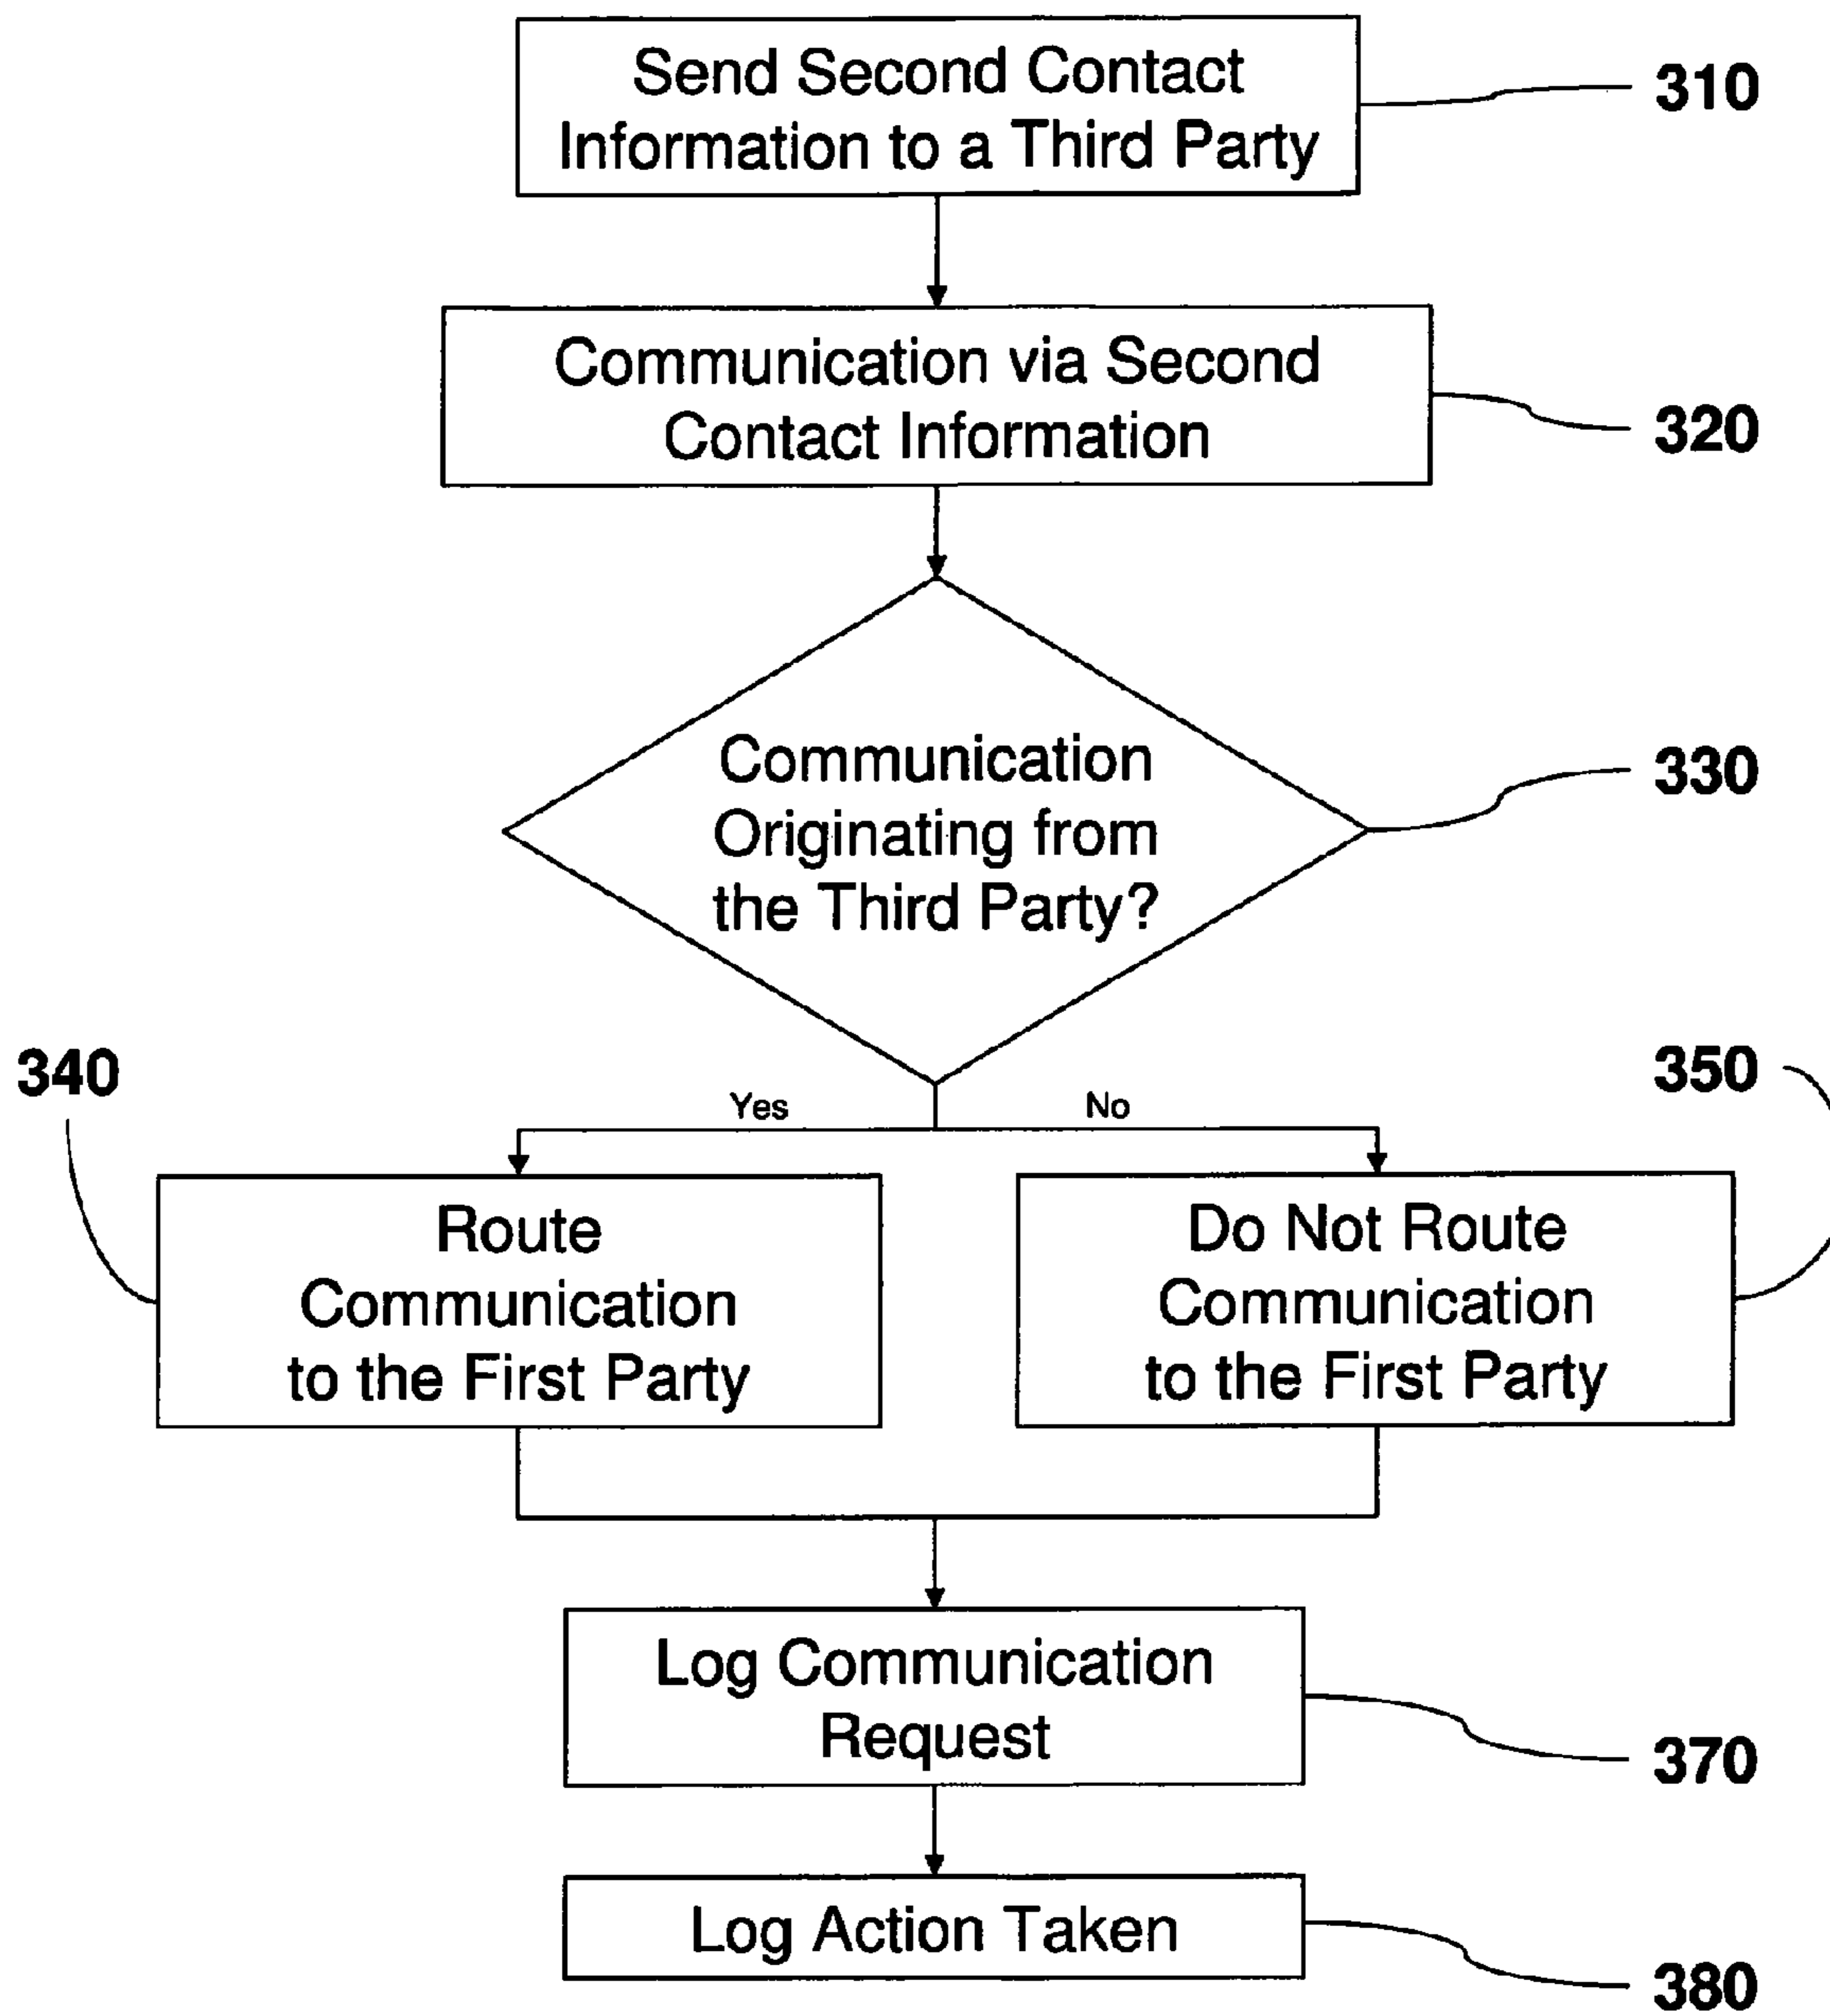 Send Second Contact
Information to a Third Party
310
Communication via Second
Contact Information
320
Communication
Originating from
the Third Party?
330
340
350
Yes
No
Route
Communication
to the First Party
Do Not Route
Communication
to the First Party
Log Communication
Request
370
Log Action Taken
380